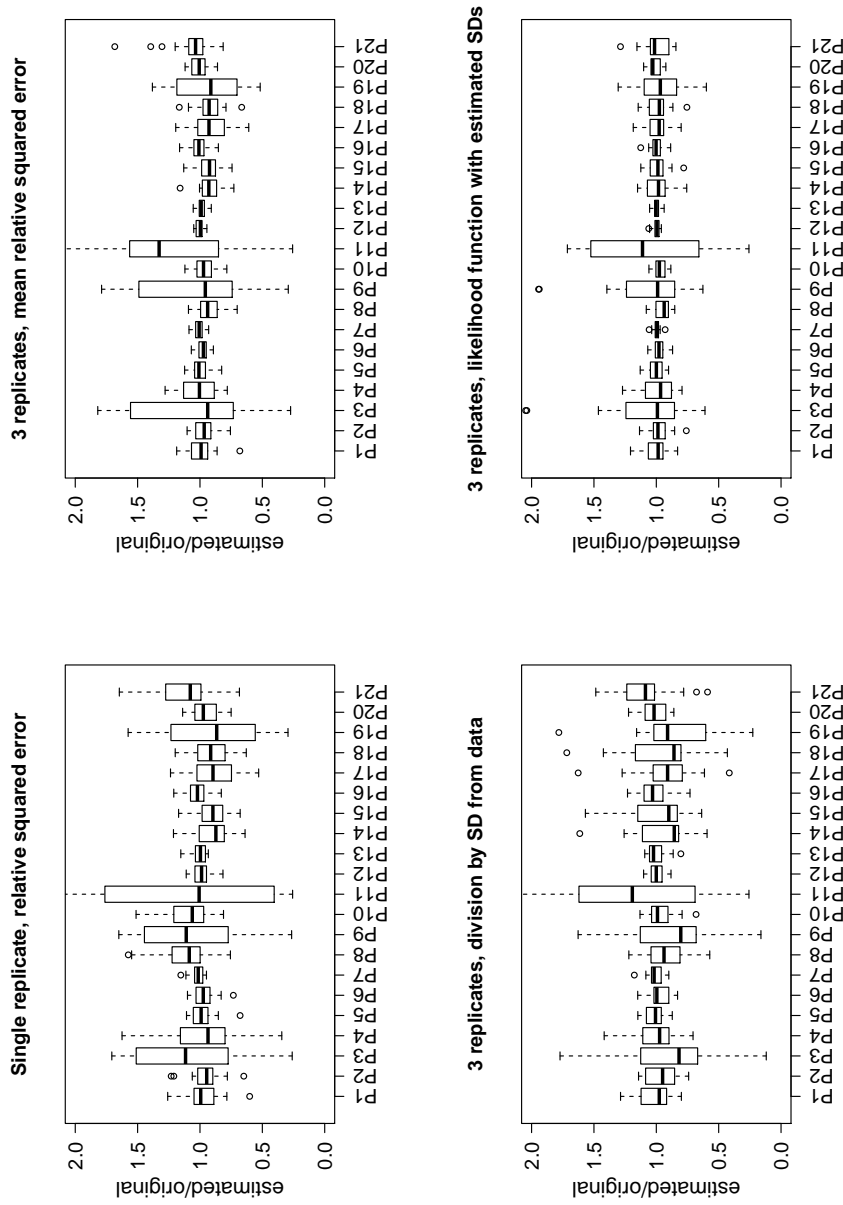 Single replicate, relative squared error
estimated/original
0.0 0.5 1.0 1.5 2.0
P1 P2 P3 P4 P5 P6 P7 P8 P9 P10 P11 P12 P13 P14 P15 P16 P17 P18 P19 P20 P21
3 replicates, mean relative squared error
estimated/original
0.0 0.5 1.0 1.5 2.0
P1 P2 P3 P4 P5 P6 P7 P8 P9 P10 P11 P12 P13 P14 P15 P16 P17 P18 P19 P20 P21
3 replicates, division by SD from data
estimated/original
0.0 0.5 1.0 1.5 2.0
P1 P2 P3 P4 P5 P6 P7 P8 P9 P10 P11 P12 P13 P14 P15 P16 P17 P18 P19 P20 P21
3 replicates, likelihood function with estimated SDs
estimated/original
0.0 0.5 1.0 1.5 2.0
P1 P2 P3 P4 P5 P6 P7 P8 P9 P10 P11 P12 P13 P14 P15 P16 P17 P18 P19 P20 P21